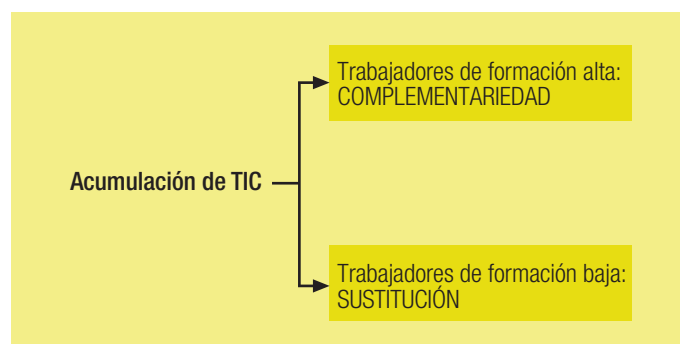 Trabajadores de formación alta:
COMPLEMENTARIEDAD
Acumulación de TIC
Trabajadores de formación baja:
SUSTITUCIÓN